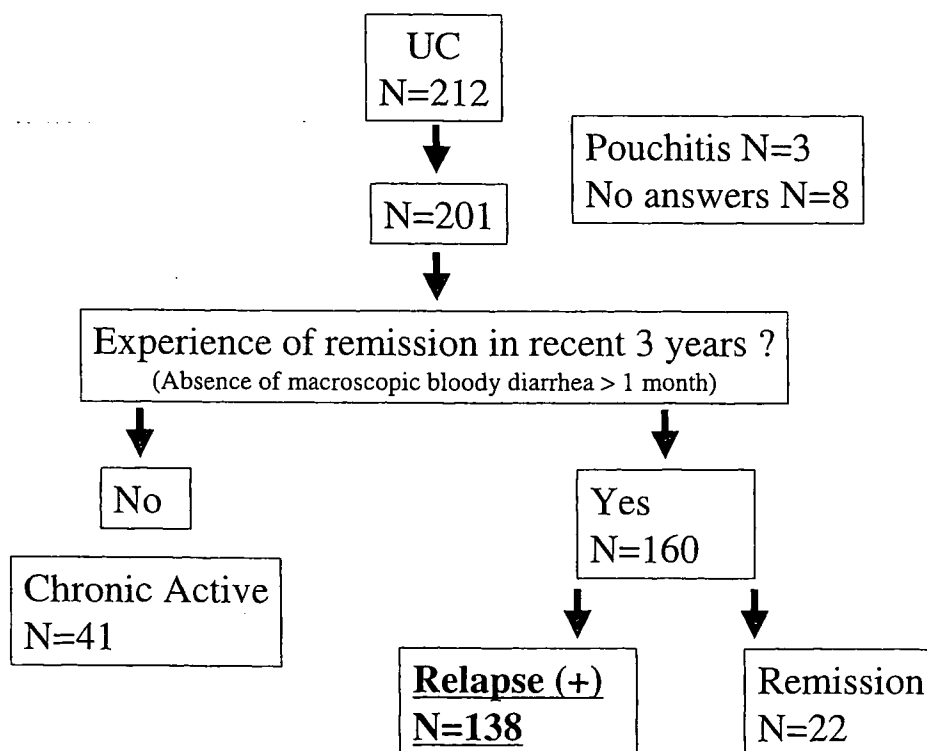 UC
N=212
Pouchitis N=3
No answers N=8
N=201
Experience of remission in recent 3 years ?
(Absence of macroscopic bloody diarrhea > 1 month)
No
Yes
N=160
Chronic Active
N=41
Relapse (+)
N=138
Remission
N=22